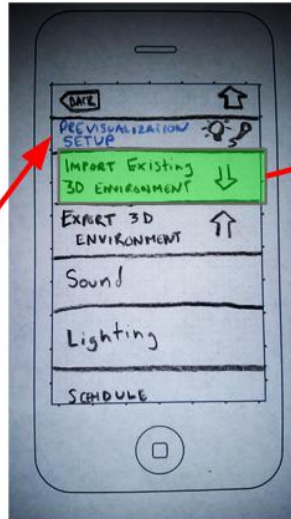 BACK
PREVISUALIZATION
SETUP
IMPORT Existing
3D ENVIRONMENT
EXPORT 3D
ENVIRONMENT
Sound
Lighting
SCHEDULE